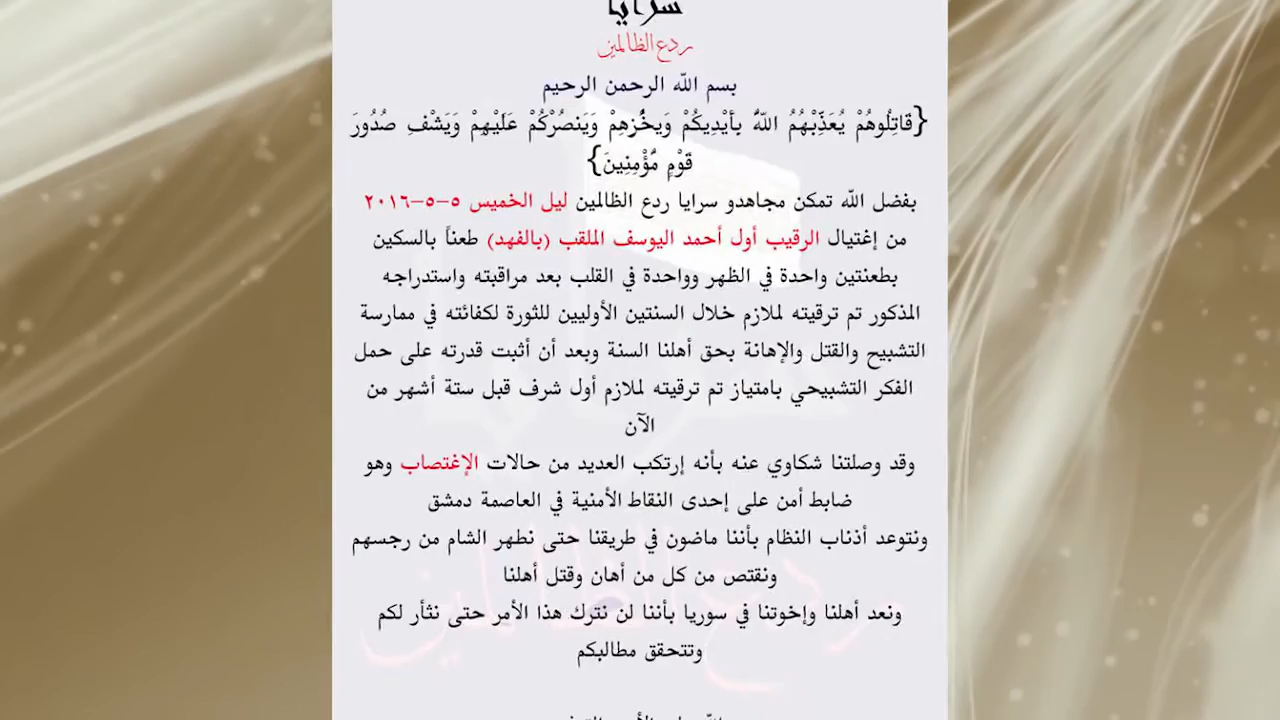 سرايا
ردع الظالمين
بسم الله الرحمن الرحيم
{قَاتِلُوهُمْ يُعَذِّبْهُمُ اللَّهُ بِأَيْدِيكُمْ وَيخُْزِهِمْ وَيَنصُرْكُمْ عَلَيْهِمْ وَيَشْفِ صُدُورَ
قَوْمٍ مُّؤْمِنِينَ}
بفضل الله تمكن مجاهدو سرايا ردع الظالمين ليل الخميس ٥-٥-٢٠١٦
من إغتيال الرقيب أول أحمد اليوسف الملقب (بالفهد) طعناً بالسكين
بطعنتين واحدة في الظهر وواحدة في القلب بعد مراقبته واستدراجه
المذكور تم ترقيته لملازم خلال السنتين الأوليين للثورة لكفائته في ممارسة
التشبيح والقتل والإهانة بحق أهلنا السنة وبعد أن أثبت قدرته على حمل
الفكر التشبيحي بامتياز تم ترقيته لملازم أول شرف قبل ستة أشهر من
الآن
وقد وصلتنا شكاوي عنه بأنه إرتكب العديد من حالات الإغتصاب وهو
ضابط أمن على إحدى النقاط الأمنية في العاصمة دمشق
ونتوعد أذناب النظام بأننا ماضون في طريقنا حتى نطهر الشام من رجسهم
ونقتص من كل من أهان وقتل أهلنا
ونعد أهلنا وإخوتنا في سوريا بأننا لن نترك هذا الأمر حتى نثأر لكم
وتتحقق مطالبكم